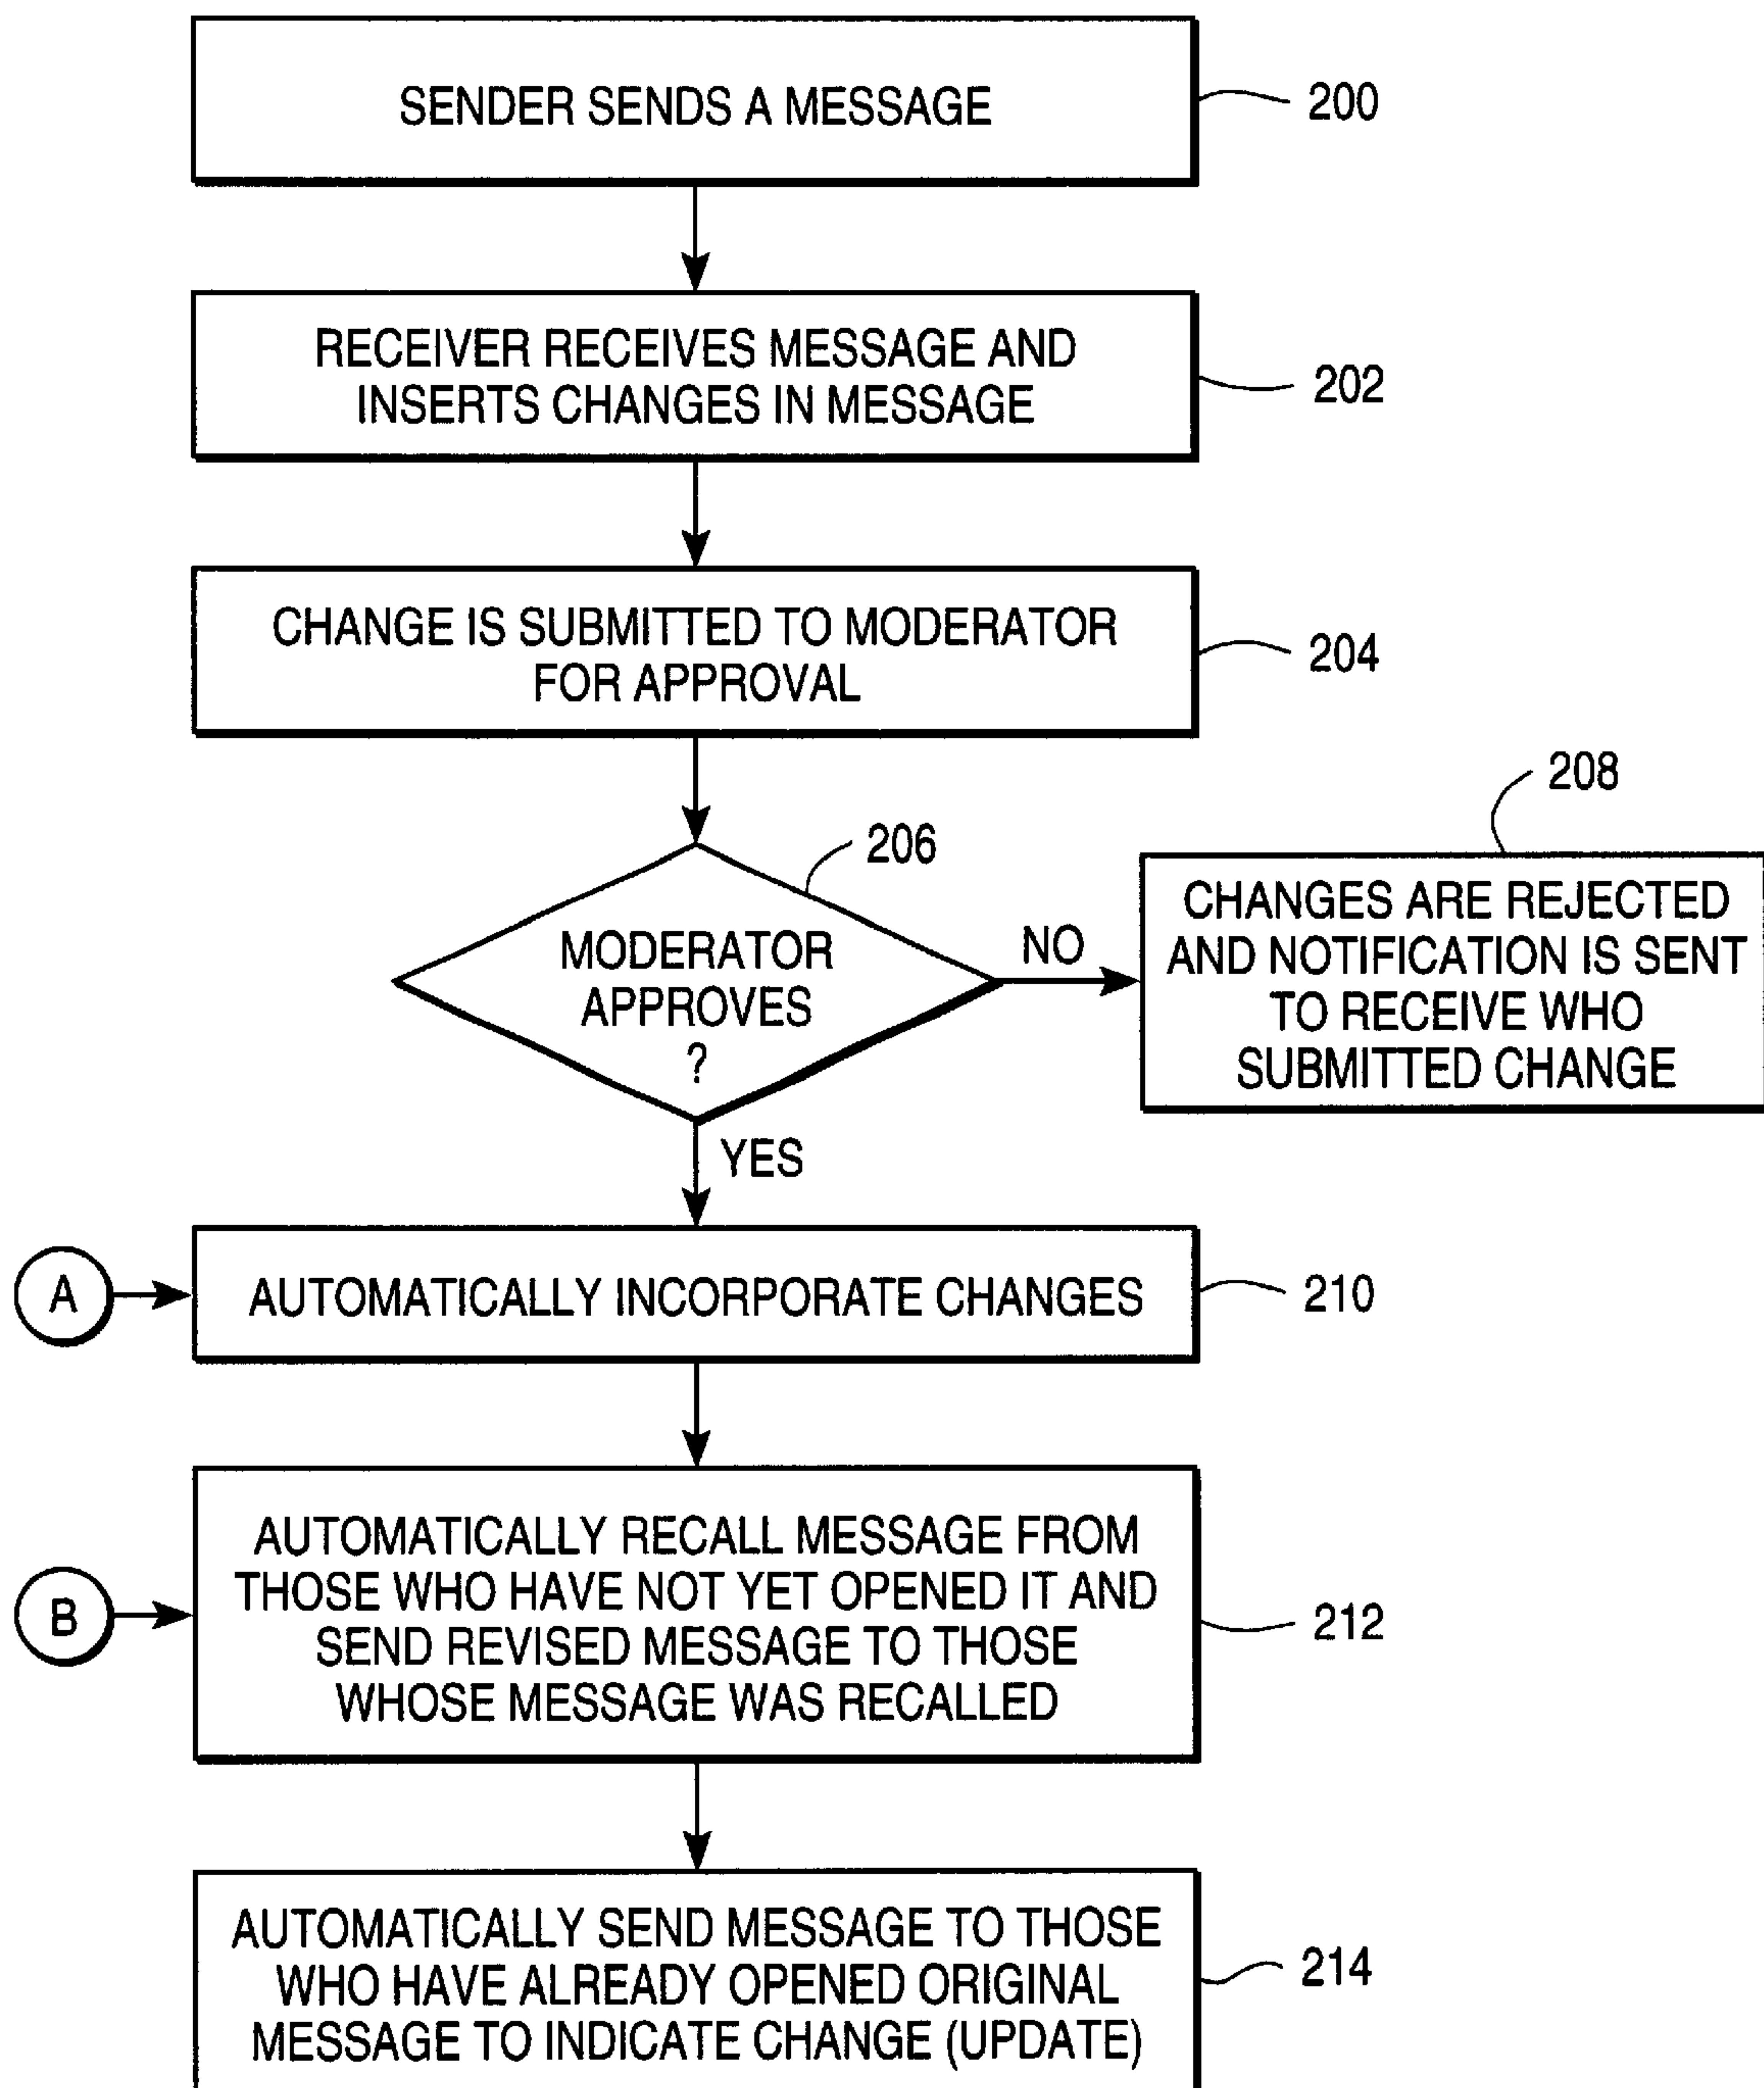 SENDER SENDS A MESSAGE
200
RECEIVER RECEIVES MESSAGE AND
INSERTS CHANGES IN MESSAGE
202
CHANGE IS SUBMITTED TO MODERATOR
FOR APPROVAL
204
206
MODERATOR
APPROVES
?
NO
208
CHANGES ARE REJECTED
AND NOTIFICATION IS SENT
TO RECEIVE WHO
SUBMITTED CHANGE
YES
A
AUTOMATICALLY INCORPORATE CHANGES
210
B
AUTOMATICALLY RECALL MESSAGE FROM
THOSE WHO HAVE NOT YET OPENED IT AND
SEND REVISED MESSAGE TO THOSE
WHOSE MESSAGE WAS RECALLED
212
AUTOMATICALLY SEND MESSAGE TO THOSE
WHO HAVE ALREADY OPENED ORIGINAL
MESSAGE TO INDICATE CHANGE (UPDATE)
214